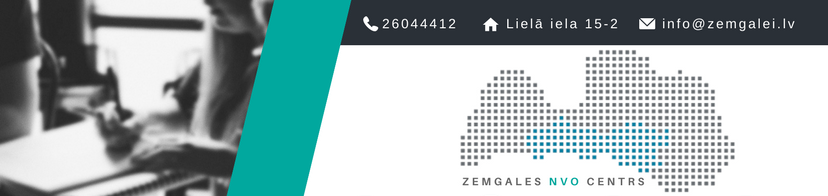 26044412 Lielā iela 15-2 info@zemgalei.lv
ZEMGALES NVO CENTRS